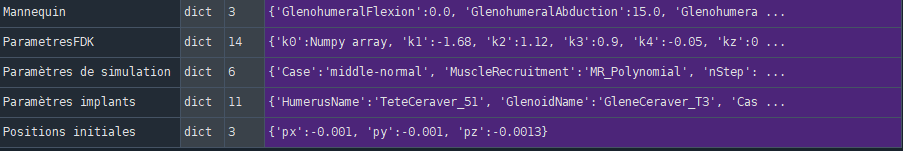 Mannequin dict 3 {'GlenohumeralFlexion':0.0, 'GlenohumeralAbduction':15.0, 'Glenohumera ...
ParametresFDK dict 14 {'k0':Numpy array, 'k1':-1.68, 'k2':1.12, 'k3':0.9, 'k4':-0.05, 'kz':0 ...
Paramètres de simulation dict 6 {'Case':'middle-normal', 'MuscleRecruitment':'MR_Polynomial', 'nStep': ...
Paramètres implants dict 11 {'HumerusName':'TeteCeraver_51', 'GlenoidName':'GleneCeraver_T3', 'Cas ...
Positions initiales dict 3 {'px':-0.001, 'py':-0.001, 'pz':-0.0013}